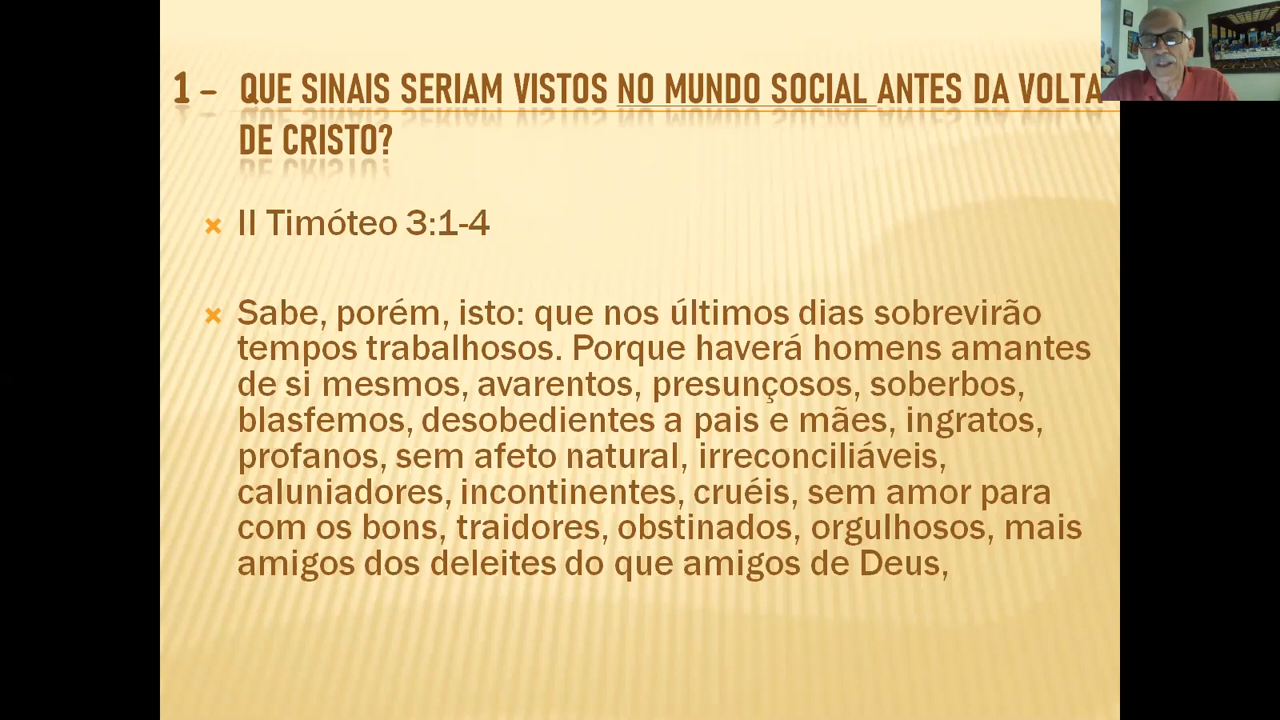 1 – QUE SINAIS SERIAM VISTOS NO MUNDO SOCIAL ANTES DA VOLTA
DE CRISTO?
II Timóteo 3:1-4
Sabe, porém, isto: que nos últimos dias sobrevirão
tempos trabalhosos. Porque haverá homens amantes
de si mesmos, avarentos, presunçosos, soberbos,
blasfemos, desobedientes a pais e mães, ingratos,
profanos, sem afeto natural, irreconciliáveis,
caluniadores, incontinentes, cruéis, sem amor para
com os bons, traidores, obstinados, orgulhosos, mais
amigos dos deleites do que amigos de Deus,